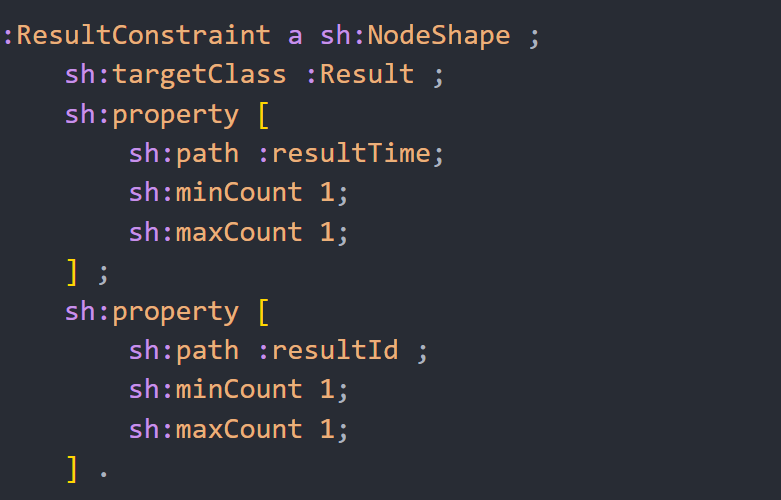 :ResultConstraint a sh:NodeShape ;
    sh:targetClass :Result ;
    sh:property [
        sh:path :resultTime;
        sh:minCount 1;
        sh:maxCount 1;
    ] ;
    sh:property [
        sh:path :resultId ;
        sh:minCount 1;
        sh:maxCount 1;
    ] .